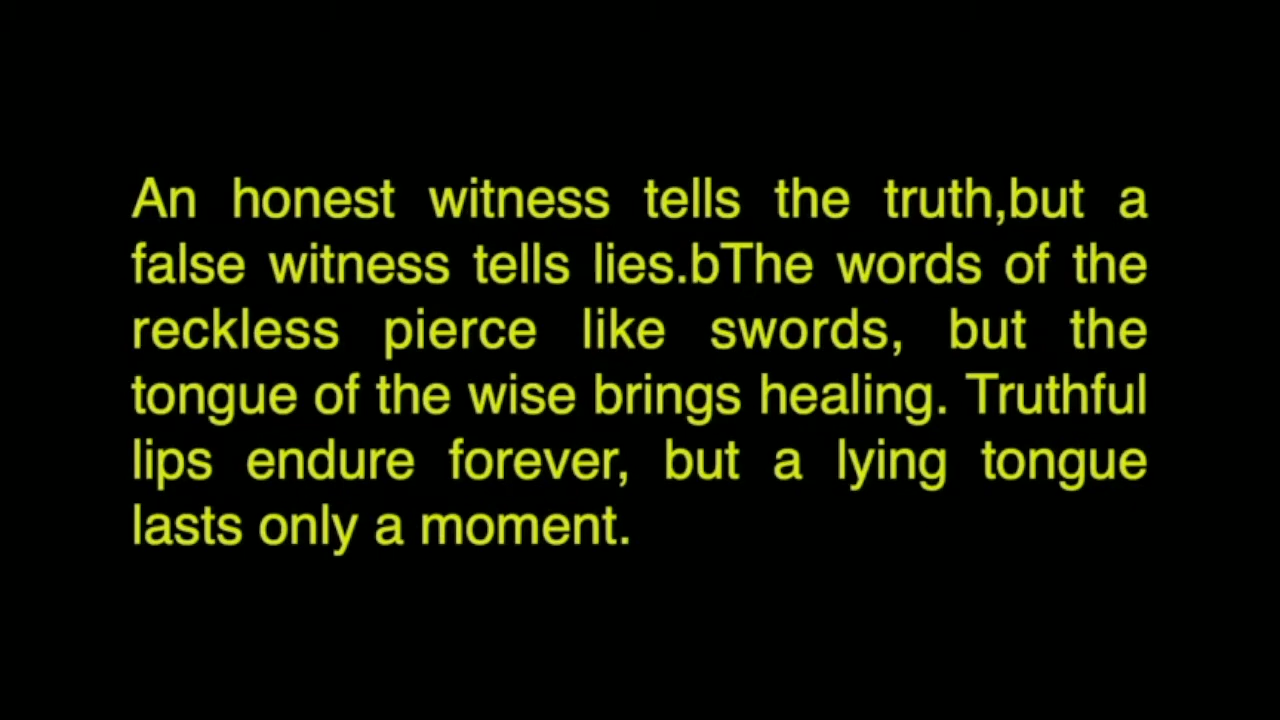 An honest witness tells the truth,but a
false witness tells lies.bThe words of the
reckless pierce like swords, but the
tongue of the wise brings healing. Truthful
lips endure forever, but a lying tongue
lasts only a moment.